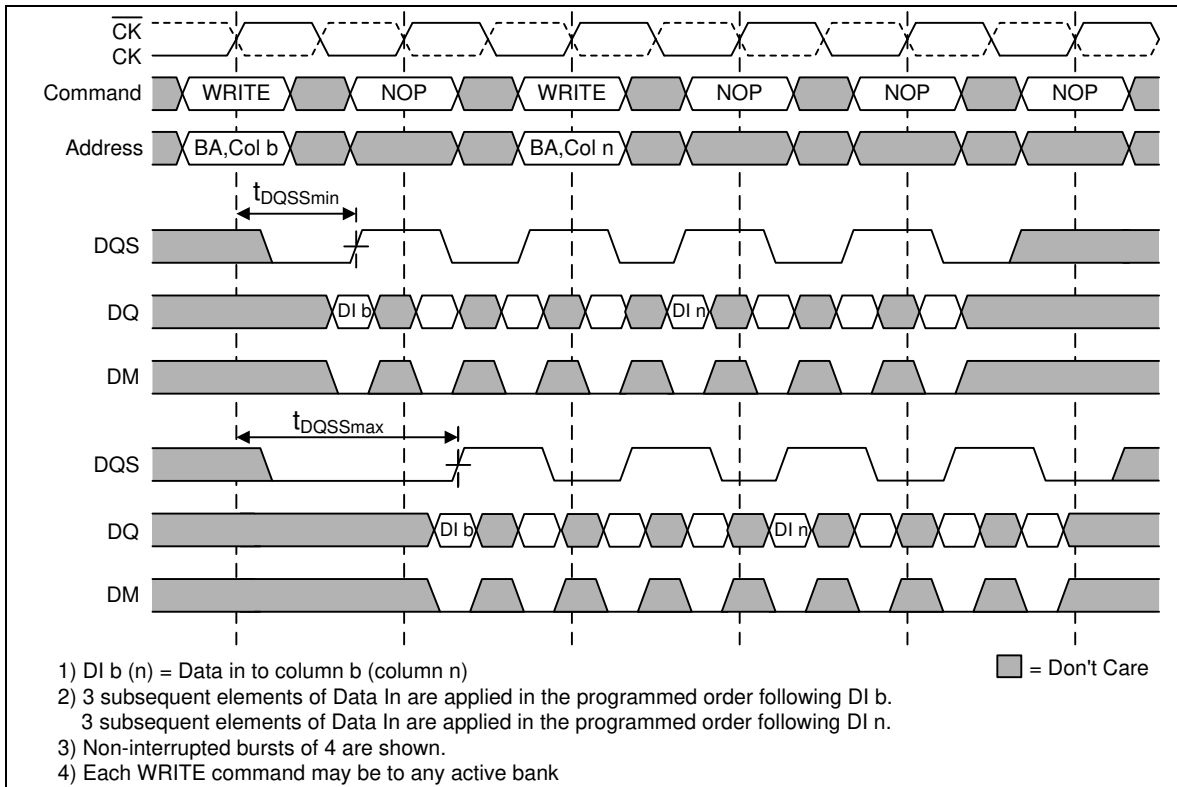 CK
CK
Command WRITE NOP WRITE NOP NOP NOP
Address BA,Col b BA,Col n
tDQSSmin
DQS
DQ DI b DI n
DM
tDQSSmax
DQS
DQ DI b DI n
DM
1) DI b (n) = Data in to column b (column n)
= Don't Care
2) 3 subsequent elements of Data In are applied in the programmed order following DI b.
3 subsequent elements of Data In are applied in the programmed order following DI n.
3) Non-interrupted bursts of 4 are shown.
4) Each WRITE command may be to any active bank